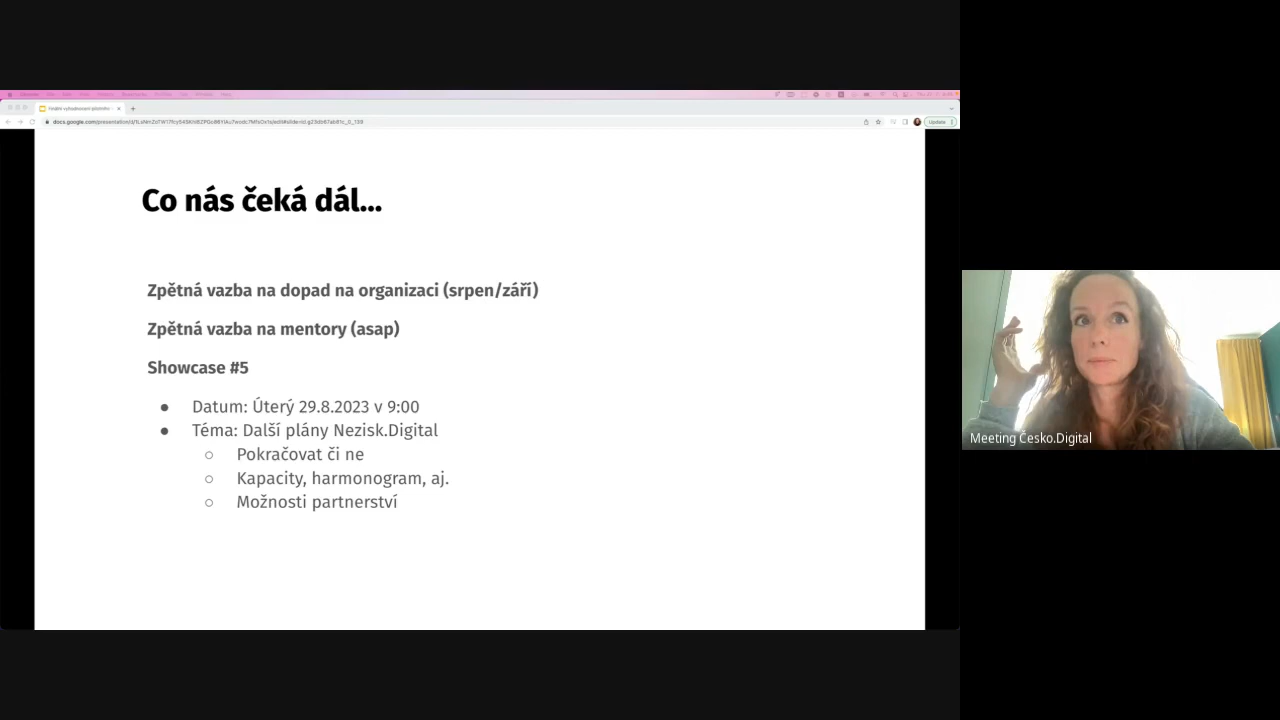 Co nás čeká dál...
Zpětná vazba na dopad na organizaci (srpen/září)
Zpětná vazba na mentory (asap)
Showcase #5
● Datum: Úterý 29.8.2023 v 9:00
● Téma: Další plány Nezisk.Digital
○ Pokračovat či ne
○ Kapacity, harmonogram, aj.
○ Možnosti partnerství
Update
Meeting Česko.Digital